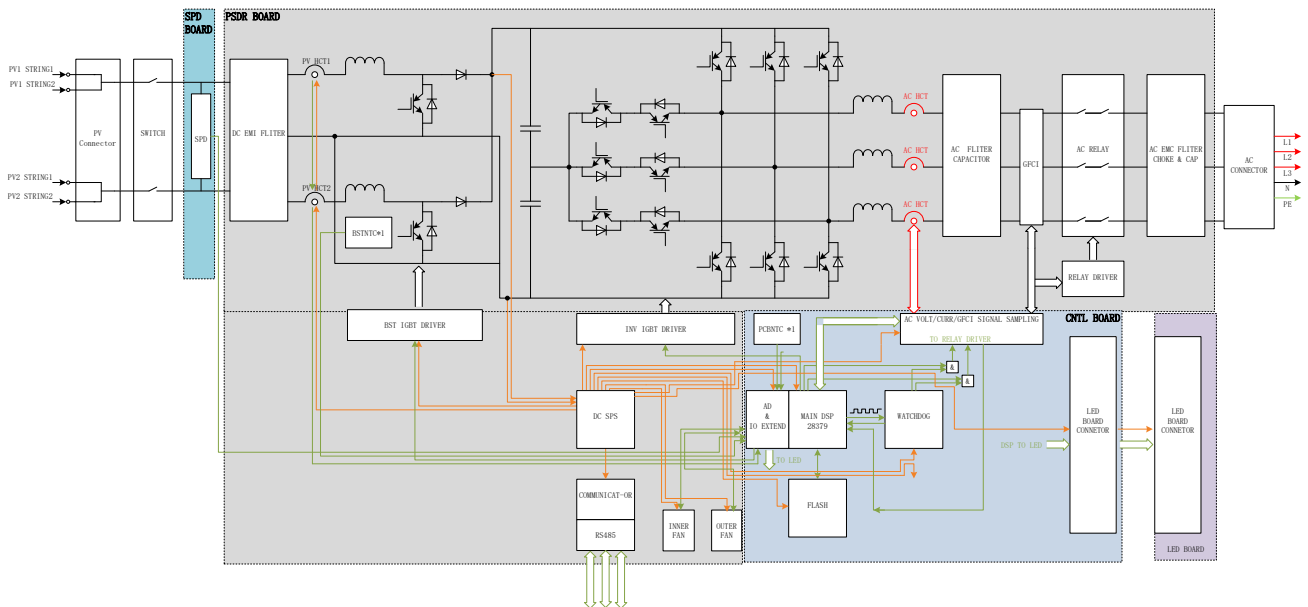 SPD
BOARD
PSDR BOARD
PV1 STRING1
PV1 STRING2
PV2 STRING1
PV2 STRING2
PV
Connector
SWITCH
SPD
DC EMI FLITER
PV HCT1
PV HCT2
BSTNTC*1
AC HCT
AC HCT
AC HCT
AC FLITER
CAPACITOR
GFCI
AC RELAY
AC EMC FLITER
CHOKE & CAP
AC
CONNECTOR
L1
L2
L3
N
PE
RELAY DRIVER
BST IGBT DRIVER
INV IGBT DRIVER
PCBNTC *1
AC VOLT/CURR/GFCI SIGNAL SAMPLING
TO RELAY DRIVER
CNTL BOARD
&
&
DC SPS
AD
&
IO EXTEND
MAIN DSP
28379
WATCHDOG
LED
BOARD
CONNETOR
LED
BOARD
CONNETOR
DSP TO LED
TO LED
COMMUNICAT-OR
RS485
INNER
FAN
OUTER
FAN
FLASH
LED BOARD